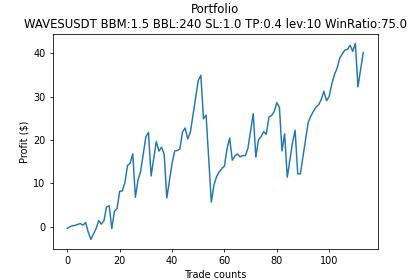 Portfolio
WAVESUSDT BBM:1.5 BBL:240 SL:1.0 TP:0.4 lev:10 WinRatio:75.0
Profit ($)
40
30
20
10
0
0 20 40 60 80 100
Trade counts